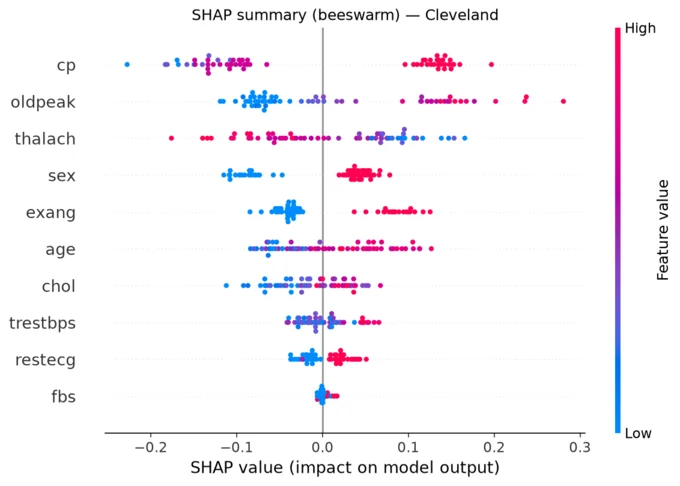 SHAP summary (beeswarm) — Cleveland
High
cp
oldpeak
thalach
sex
exang
age
chol
trestbps
restecg
fbs
Feature value
Low
−0.2 −0.1 0.0 0.1 0.2 0.3
SHAP value (impact on model output)